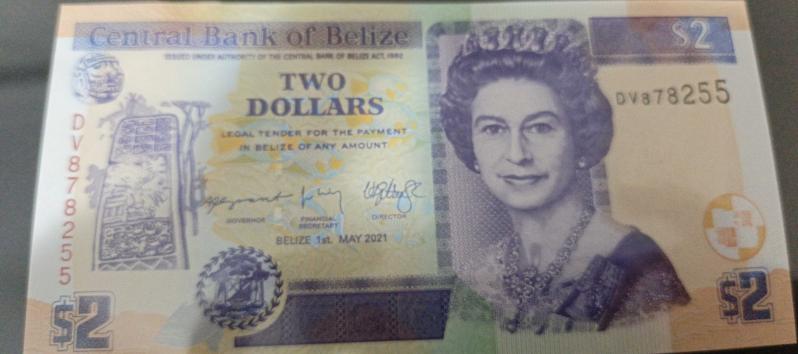 Central Bank of Belize
ISSUED UNDER AUTHORITY OF THE CENTRAL BANK OF BELIZE ACT, 1982
$2
TWO
DOLLARS
DV878255
LEGAL TENDER FOR THE PAYMENT
IN BELIZE OF ANY AMOUNT
DV878255
GOVERNOR
FINANCIAL
SECRETARY
DIRECTOR
BELIZE 1st. MAY 2021
$2
$2